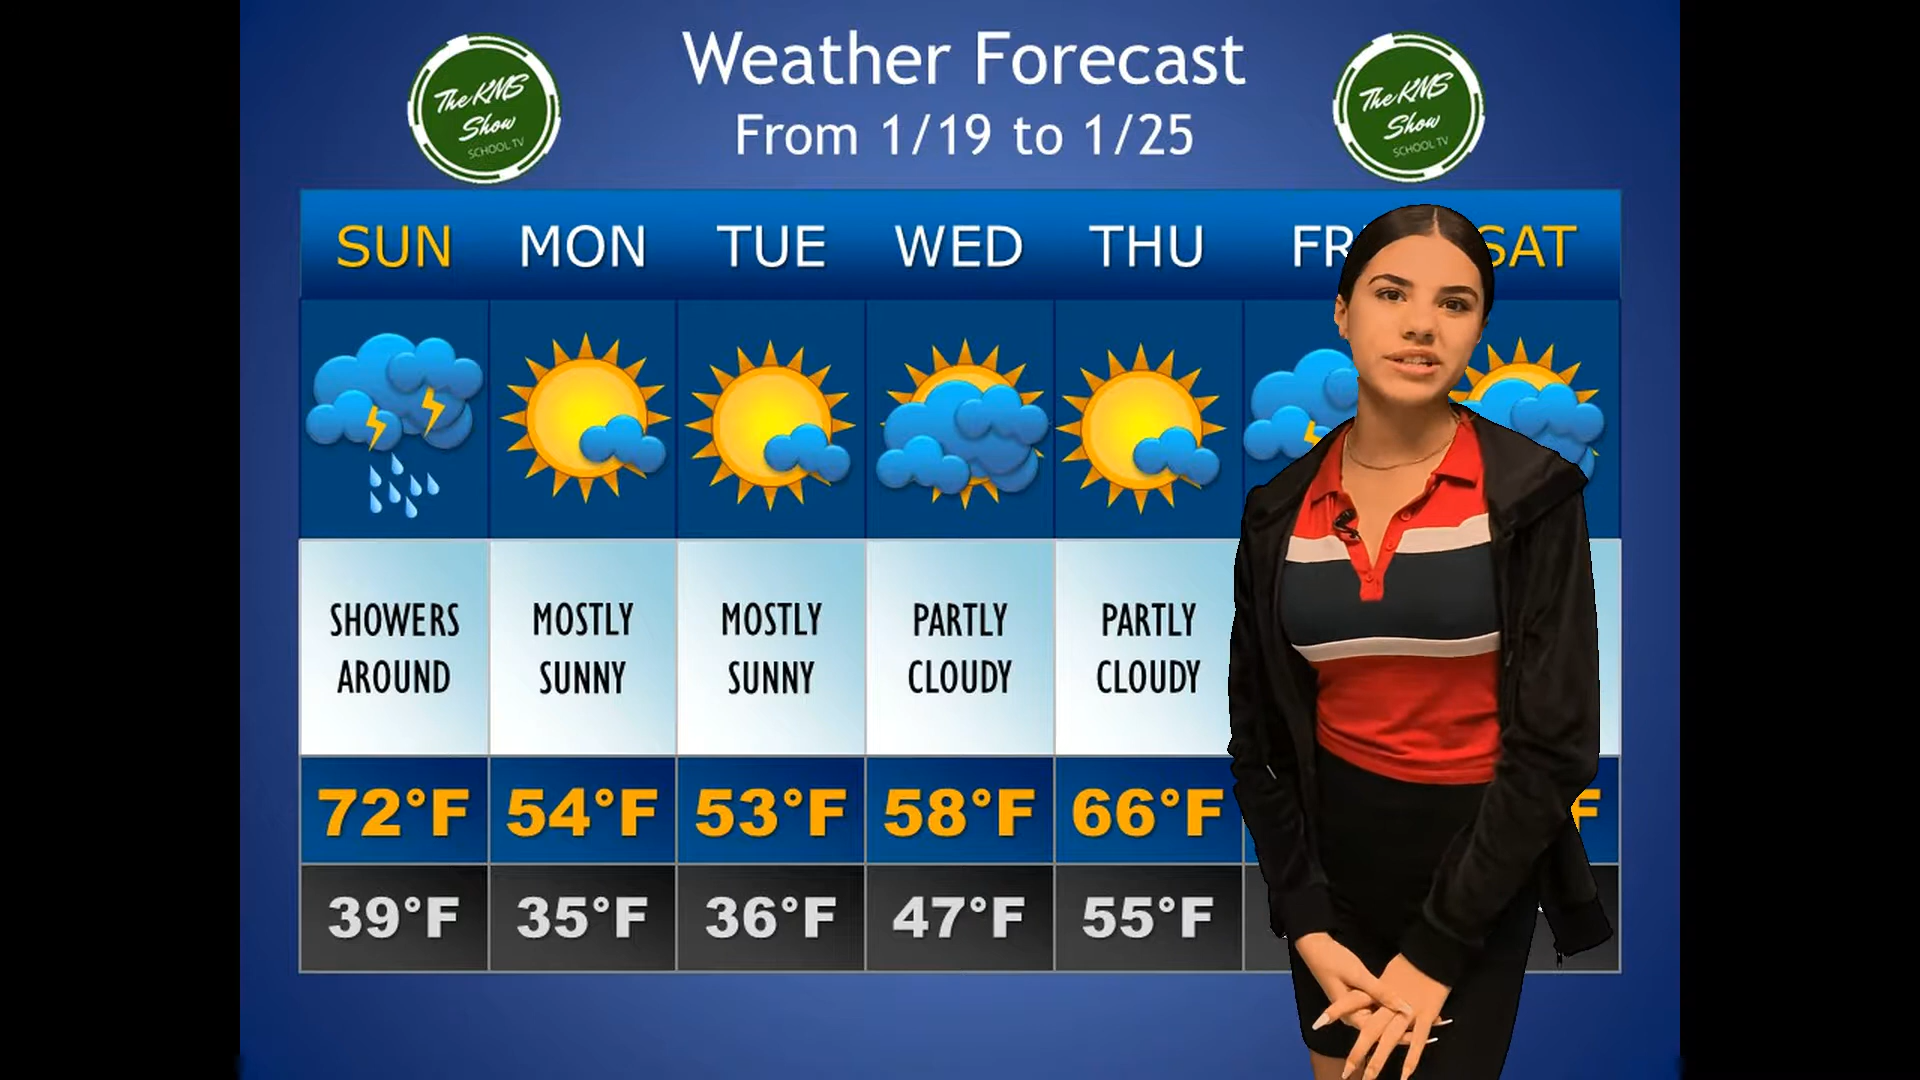 Weather Forecast
From 1/19 to 1/25
The KMS
Show
SCHOOL TV
The KMS
Show
SCHOOL TV
SUN MON TUE WED THU SAT
SHOWERS
AROUND
MOSTLY
SUNNY
MOSTLY
SUNNY
PARTLY
CLOUDY
PARTLY
CLOUDY
72°F 54°F 53°F 58°F 66°F
39°F 35°F 36°F 47°F 55°F